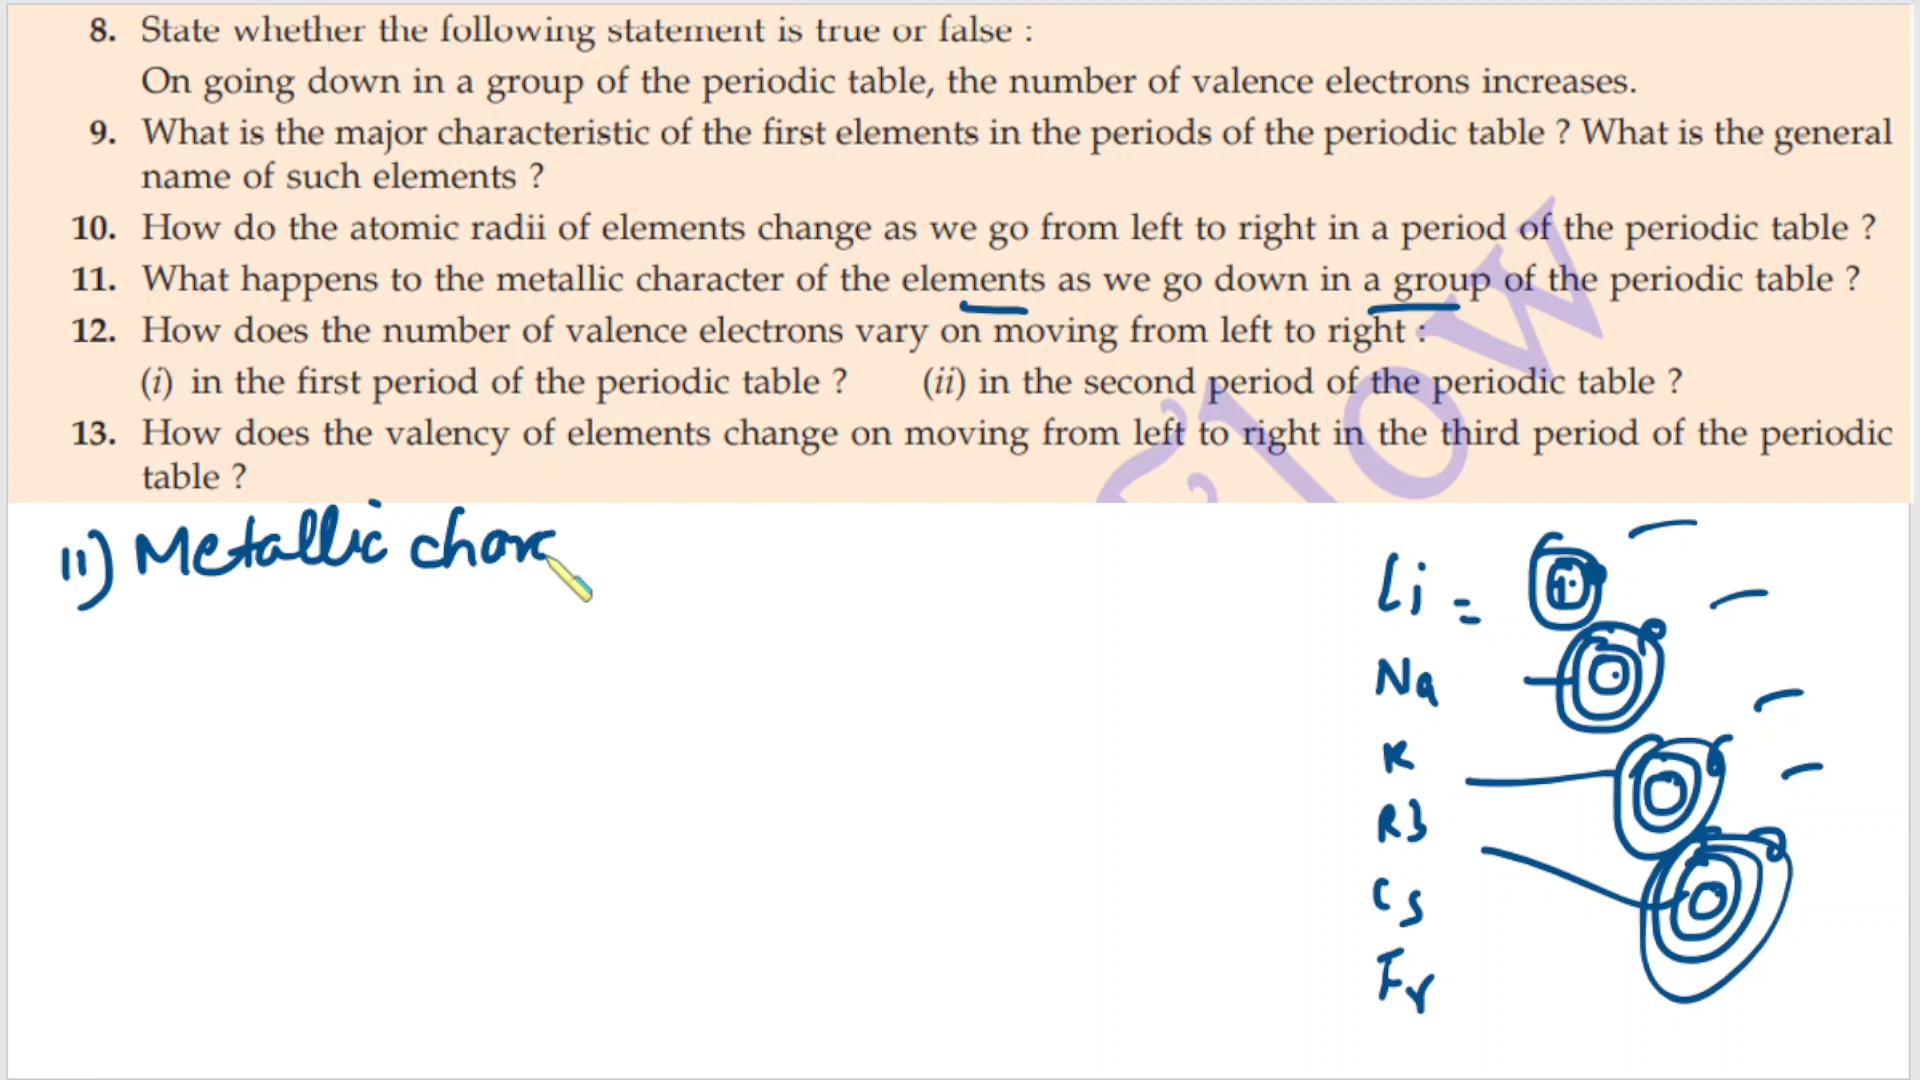 8. State whether the following statement is true or false :
On going down in a group of the periodic table, the number of valence electrons increases.
9. What is the major characteristic of the first elements in the periods of the periodic table ? What is the general
name of such elements ?
10. How do the atomic radii of elements change as we go from left to right in a period of the periodic table ?
11. What happens to the metallic character of the elements as we go down in a group of the periodic table ?
12. How does the number of valence electrons vary on moving from left to right :
(i) in the first period of the periodic table ? (ii) in the second period of the periodic table ?
13. How does the valency of elements change on moving from left to right in the third period of the periodic
table ?
11) Metallic charc
Li =
Na
K
Rb
Cs
Fr